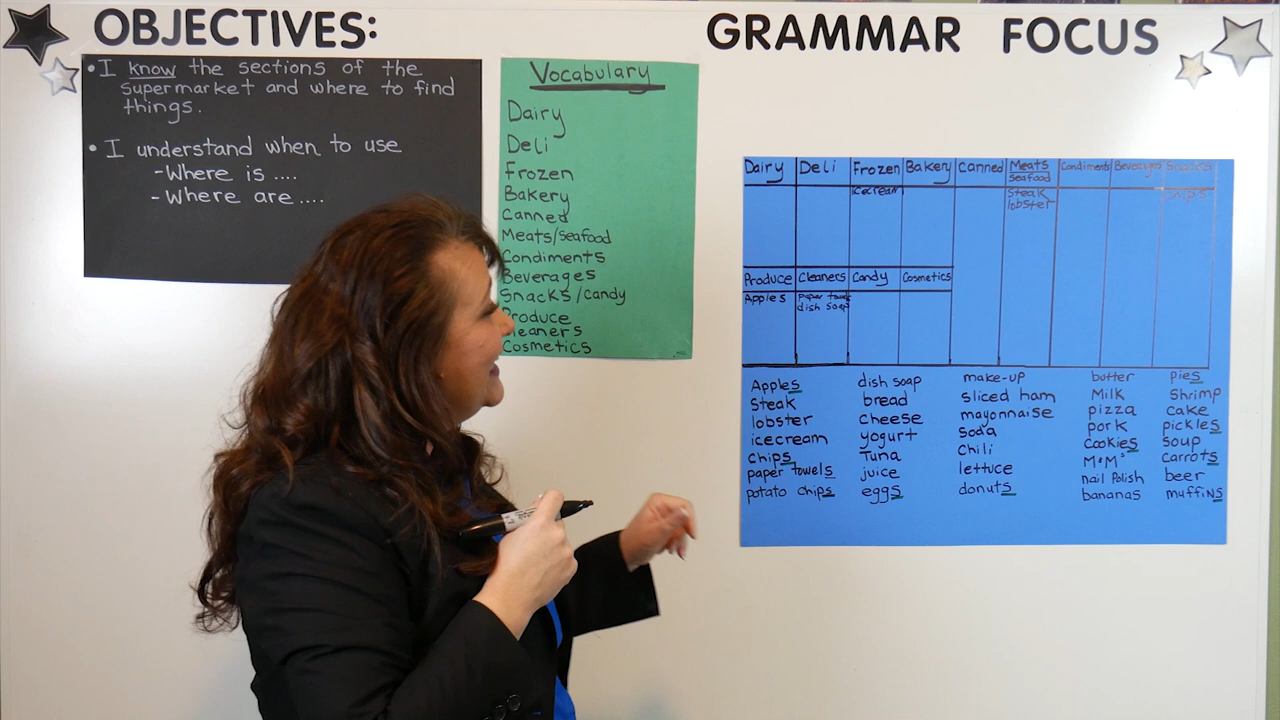 OBJECTIVES:
• I know the sections of the
supermarket and where to find
things.
• I understand when to use
-Where is ....
-Where are ....
Vocabulary
Dairy
Deli
Frozen
Bakery
Canned
Meats/seafood
Condiments
Beverages
Snacks/candy
Produce
Cosmetics
GRAMMAR FOCUS
Dairy Deli Frozen Bakery Canned Meats Condiments Beverages
seafood
icecream steak chips
lobster
Produce Cleaners Candy Cosmetics
Apples paper towels
dish soap
Apples dish soap make-up butter pies
steak bread sliced ham Milk Shrimp
lobster cheese mayonnaise pizza cake
icecream yogurt soda pork pickles
chips Tuna chili cookies soup
paper towels juice lettuce M&M's carrots
potato chips eggs donuts nail Polish beer
bananas muffins